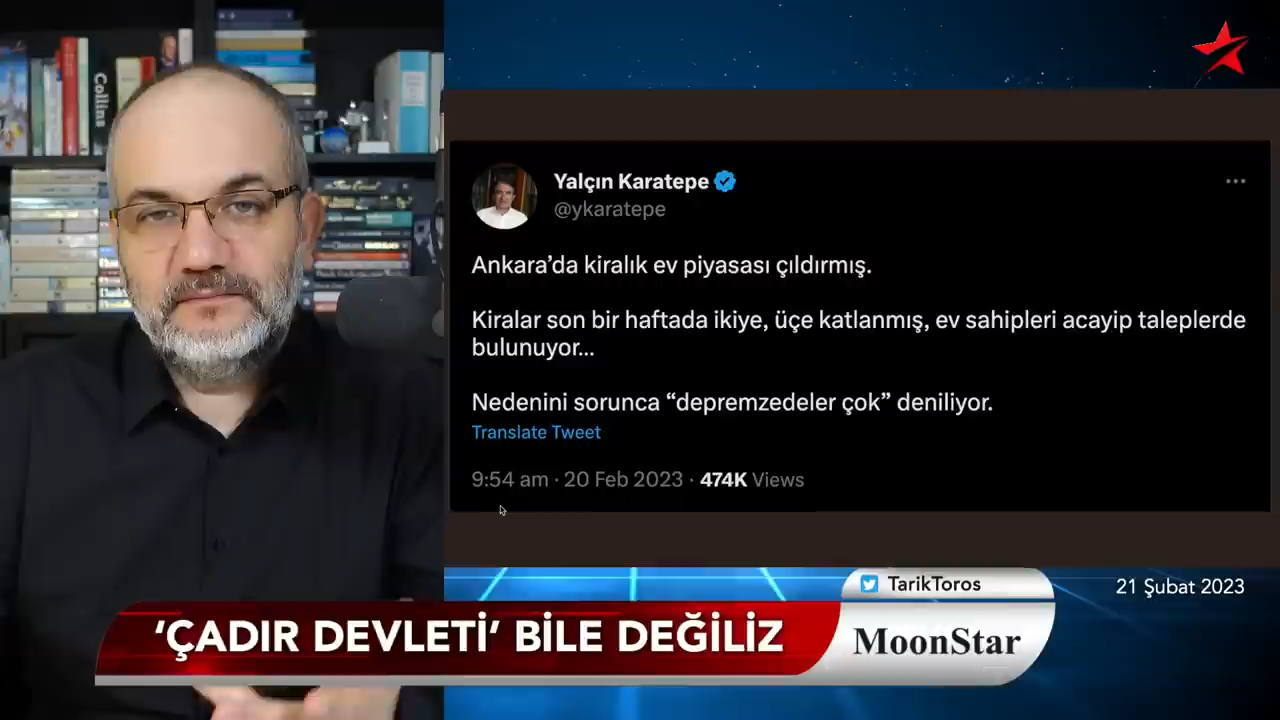 Collins
Yalçın Karatepe
@ykaratepe
Ankara’da kiralık ev piyasası çıldırmış.
Kiralar son bir haftada ikiye, üçe katlanmış, ev sahipleri acayip taleplerde
bulunuyor...
Nedenini sorunca “depremzedeler çok” deniliyor.
Translate Tweet
9:54 am · 20 Feb 2023 · 474K Views
TarikToros
21 Şubat 2023
‘ÇADIR DEVLETİ’ BİLE DEĞİLİZ
MoonStar